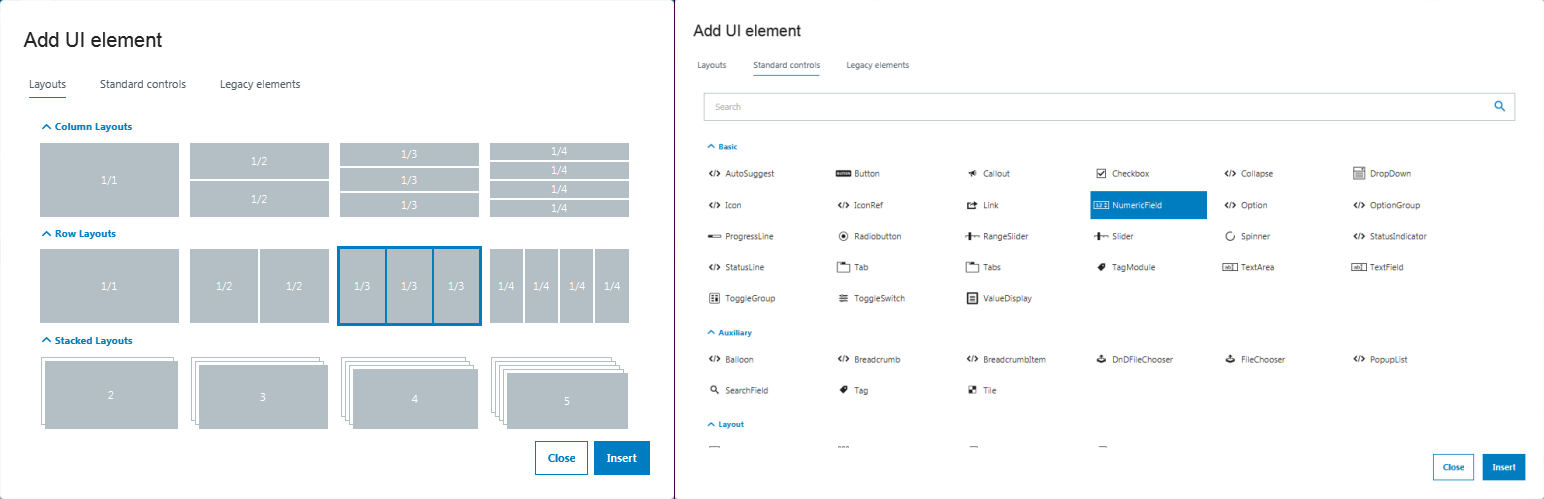 Add UI element
Layouts Standard controls Legacy elements
Column Layouts
1/1 1/2 1/3 1/4
1/4
1/3
1/2 1/4
1/3 1/4
Row Layouts
1/1 1/2 1/2 1/3 1/3 1/3 1/4 1/4 1/4 1/4
Stacked Layouts
2 3 4 5
Close Insert
Add UI element
Layouts Standard controls Legacy elements
Search
Basic
AutoSuggest BUTTON Button Callout Checkbox Collapse DropDown
Icon IconRef Link NumericField Option OptionGroup
ProgressLine Radiobutton RangeSlider Slider Spinner StatusIndicator
StatusLine Tab Tabs TagModule ab TextArea ab TextField
ToggleGroup ToggleSwitch ValueDisplay
Auxiliary
Balloon Breadcrumb BreadcrumbItem DnDFileChooser FileChooser PopupList
SearchField Tag Tile
Layout
Close Insert